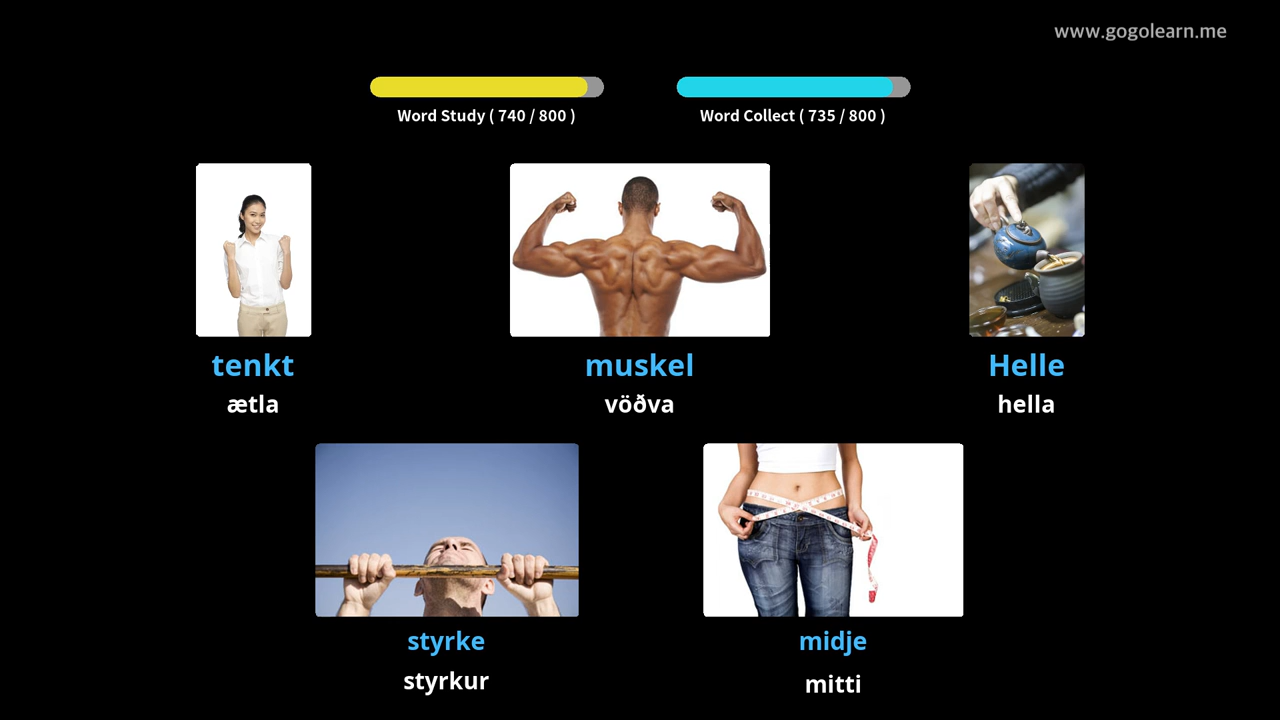 www.gogolearn.me
Word Study ( 740 / 800 )
Word Collect ( 735 / 800 )
tenkt
muskel
Helle
ætla
vöðva
hella
styrke
midje
styrkur
mitti